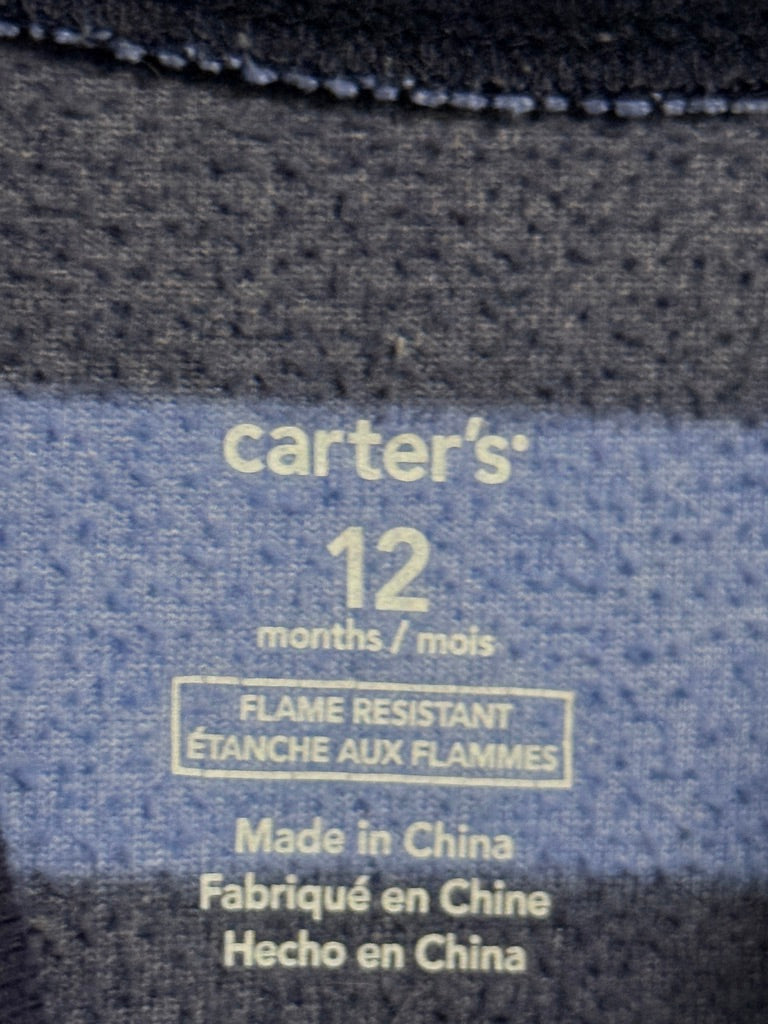 carter's
12
months / mois
FLAME RESISTANT
ÉTANCHE AUX FLAMMES
Made in China
Fabriqué en Chine
Hecho en China